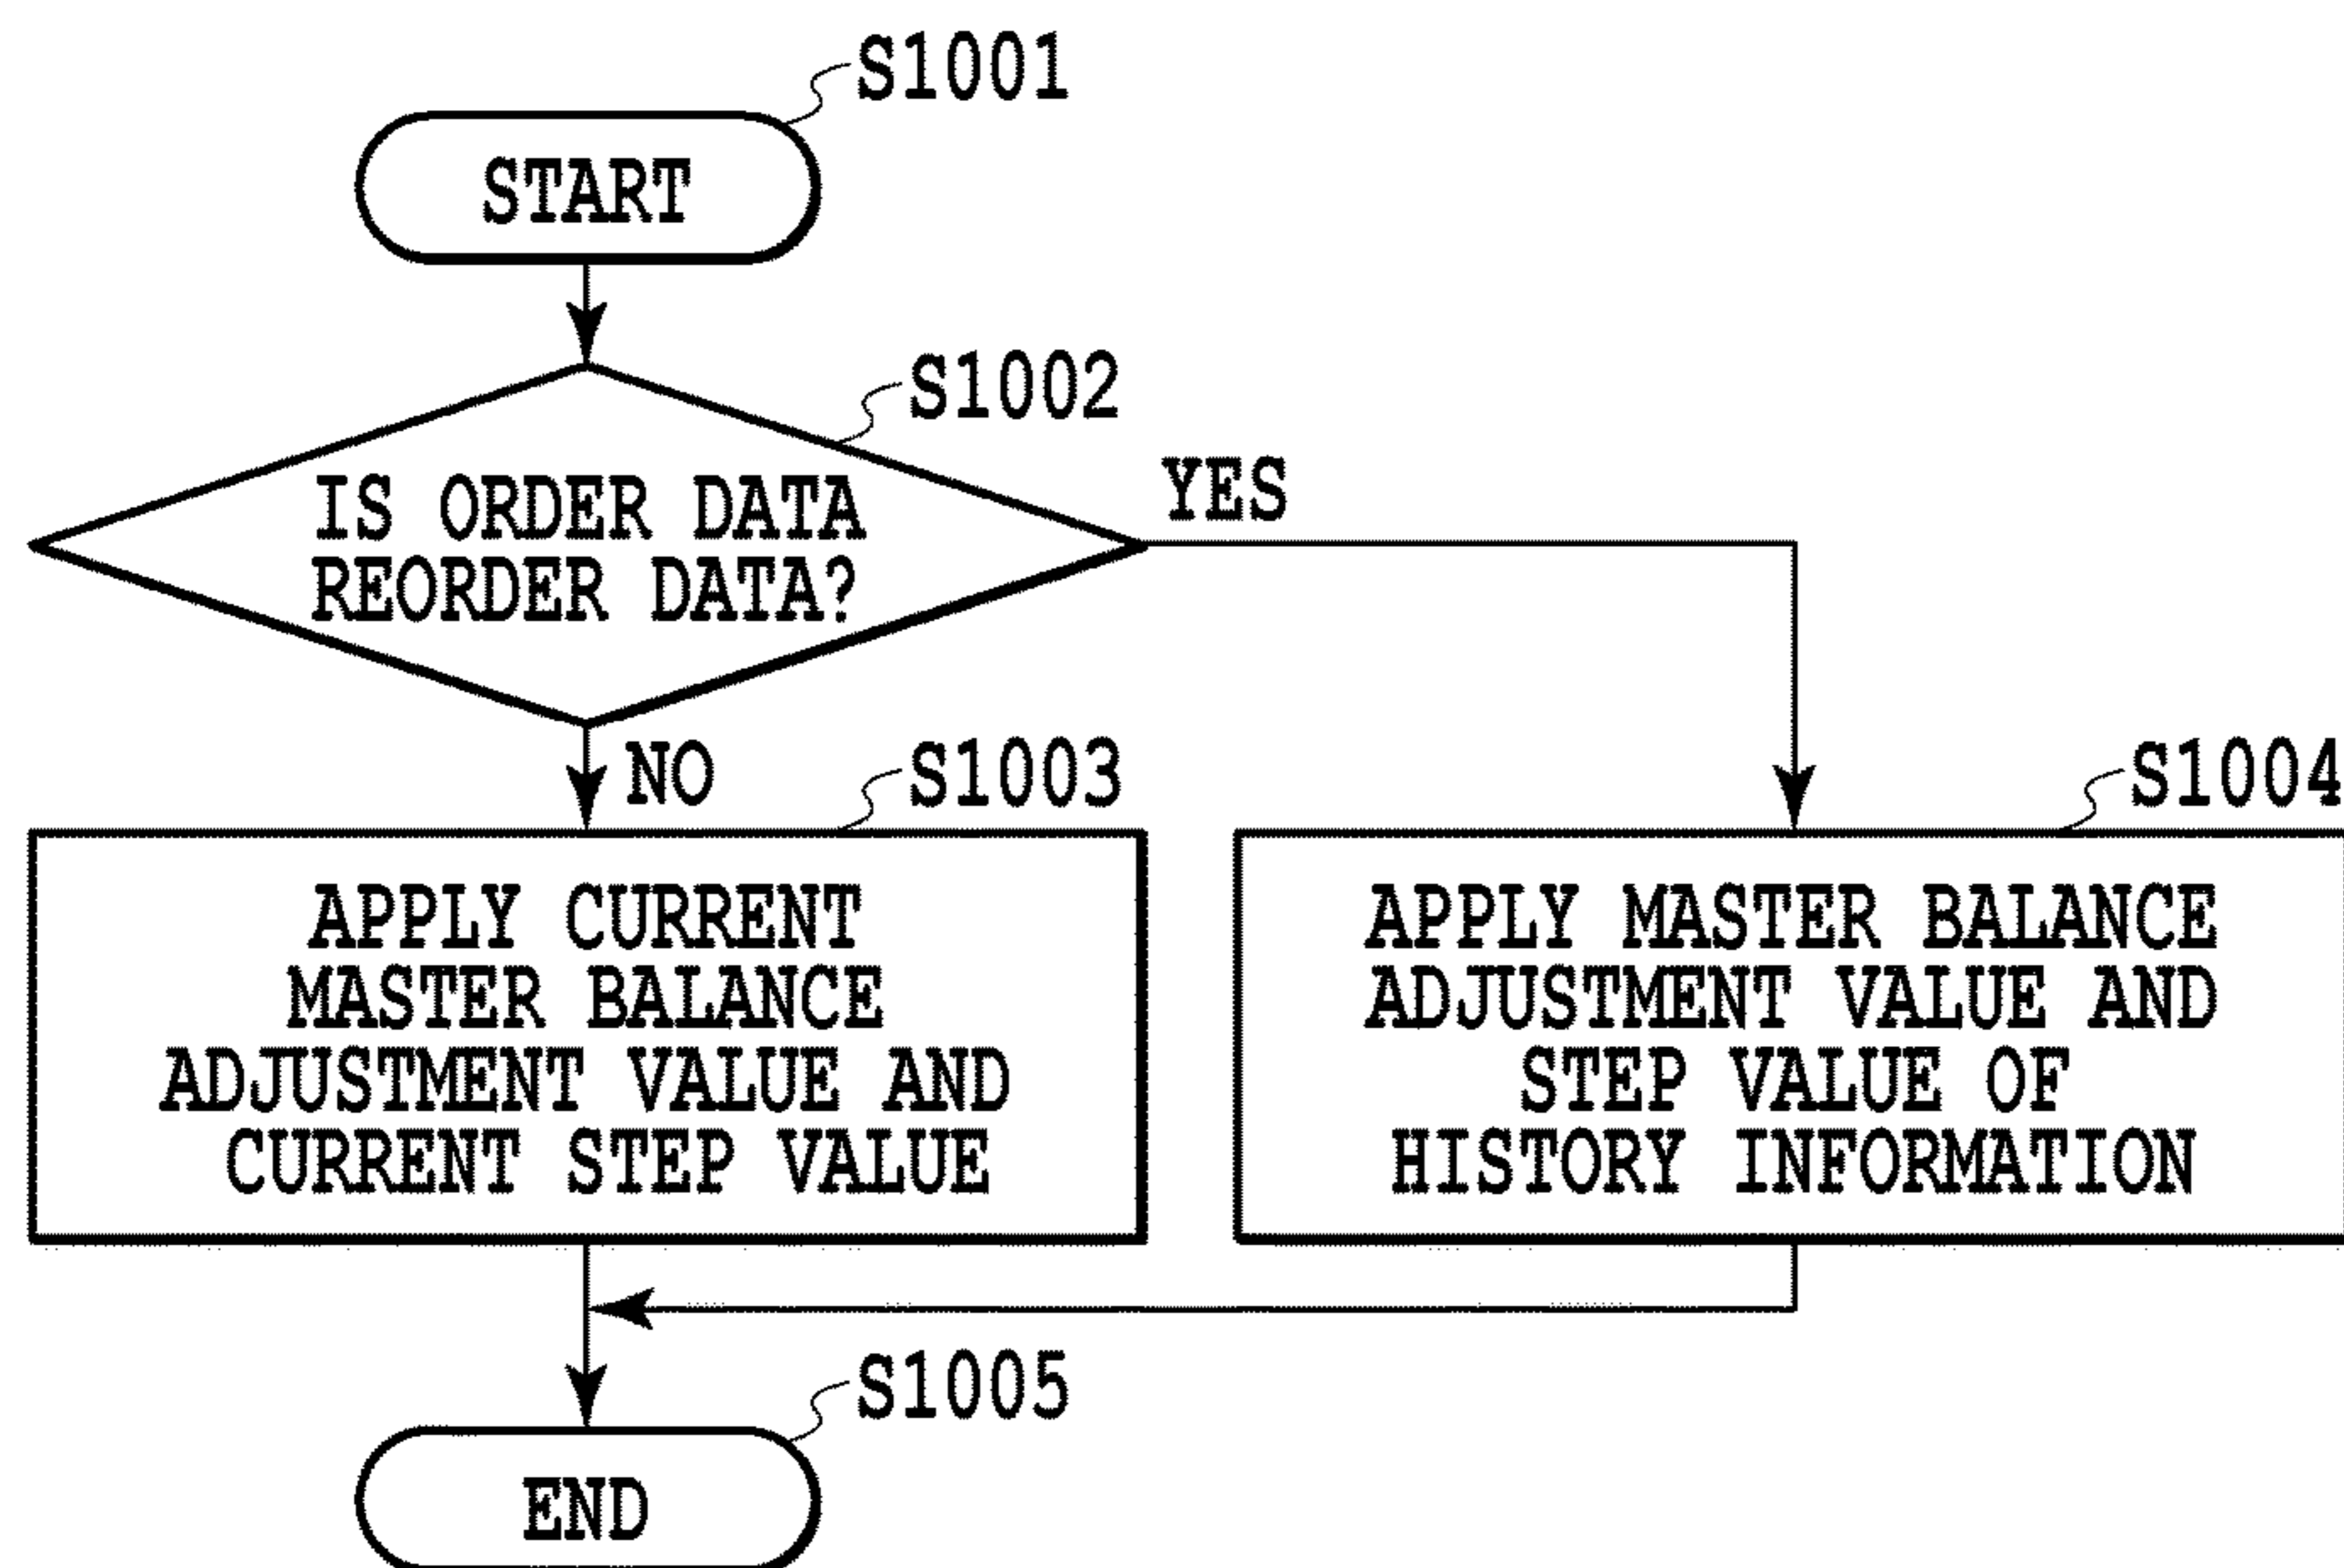 S1001
START
S1002
IS ORDER DATA
REORDER DATA?
YES
NO
S1003
APPLY CURRENT
MASTER BALANCE
ADJUSTMENT VALUE AND
CURRENT STEP VALUE
S1004
APPLY MASTER BALANCE
ADJUSTMENT VALUE AND
STEP VALUE OF
HISTORY INFORMATION
S1005
END